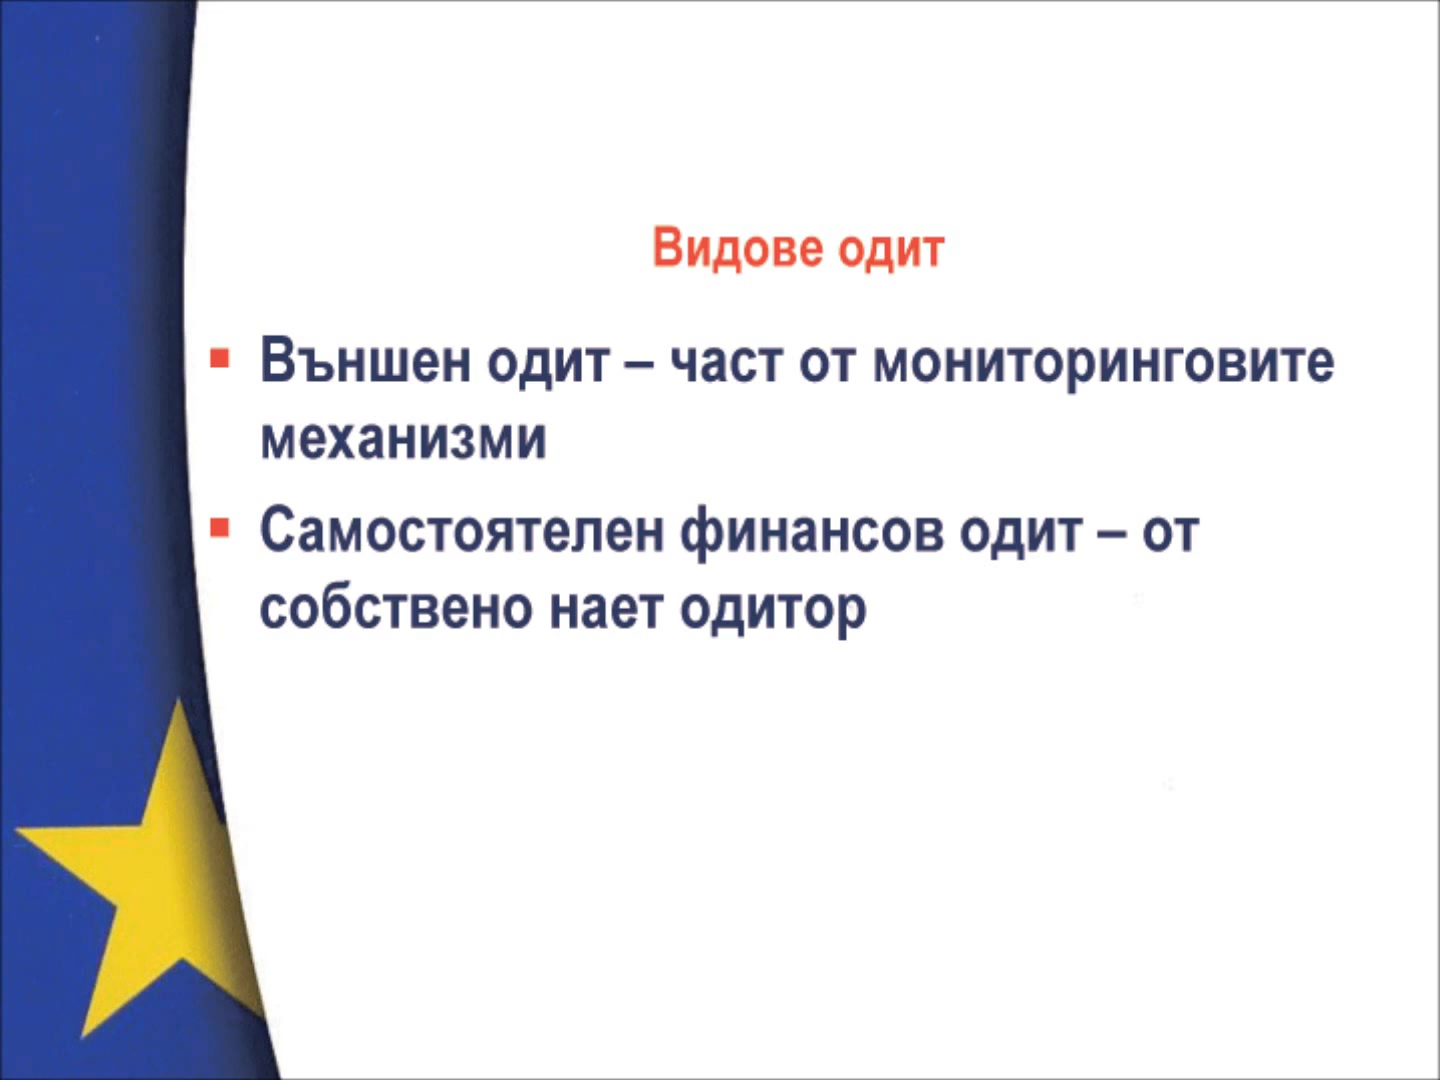 Видове одит
Външен одит – част от мониторинговите
механизми
Самостоятелен финансов одит – от
собствено нает одитор